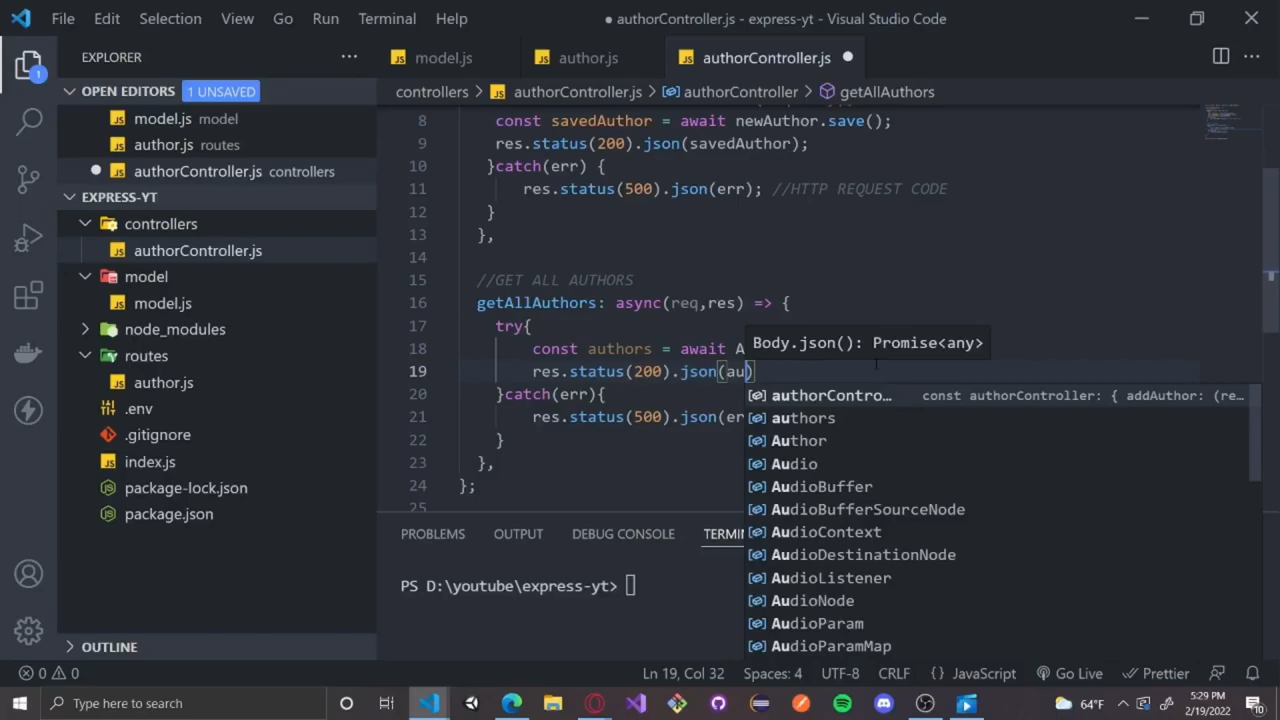 File Edit Selection View Go Run Terminal Help
● authorController.js - express-yt - Visual Studio Code
EXPLORER
OPEN EDITORS 1 UNSAVED
model.js model
author.js routes
authorController.js controllers
EXPRESS-YT
controllers
authorController.js
model
model.js
node_modules
routes
author.js
.env
.gitignore
index.js
package-lock.json
package.json
OUTLINE
1
model.js author.js authorController.js
controllers > authorController.js > authorController > getAllAuthors
8 const savedAuthor = await newAuthor.save();
9 res.status(200).json(savedAuthor);
10 }catch(err) {
11 res.status(500).json(err); //HTTP REQUEST CODE
12 }
13 },
14
15 //GET ALL AUTHORS
16 getAllAuthors: async(req,res) => {
17 try{
18 const authors = await A
19 res.status(200).json(au)
20 }catch(err){
21 res.status(500).json(er
22 }
23 },
24 };
25
Body.json(): Promise<any>
authorContro… const authorController: { addAuthor: (re…
authors
Author
Audio
AudioBuffer
AudioBufferSourceNode
AudioContext
AudioDestinationNode
AudioListener
AudioNode
AudioParam
AudioParamMap
PROBLEMS OUTPUT DEBUG CONSOLE TERMIN
PS D:\youtube\express-yt>
0 0 Ln 19, Col 32 Spaces: 4 UTF-8 CRLF {} JavaScript Go Live Prettier
Type here to search 64°F 5:29 PM
2/19/2022
10